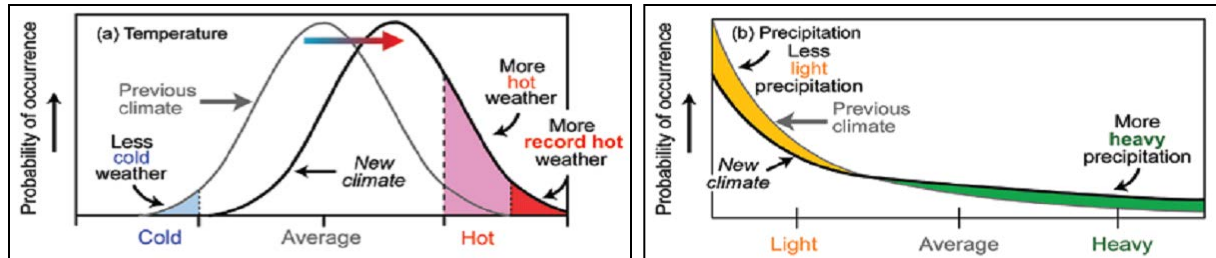 (a) Temperature
Probability of occurrence
Previous
climate
Less
cold
weather
New
climate
More
hot
weather
More
record hot
weather
Cold
Average
Hot
(b) Precipitation
Probability of occurrence
Less
light
precipitation
Previous
climate
New
climate
More
heavy
precipitation
Light
Average
Heavy